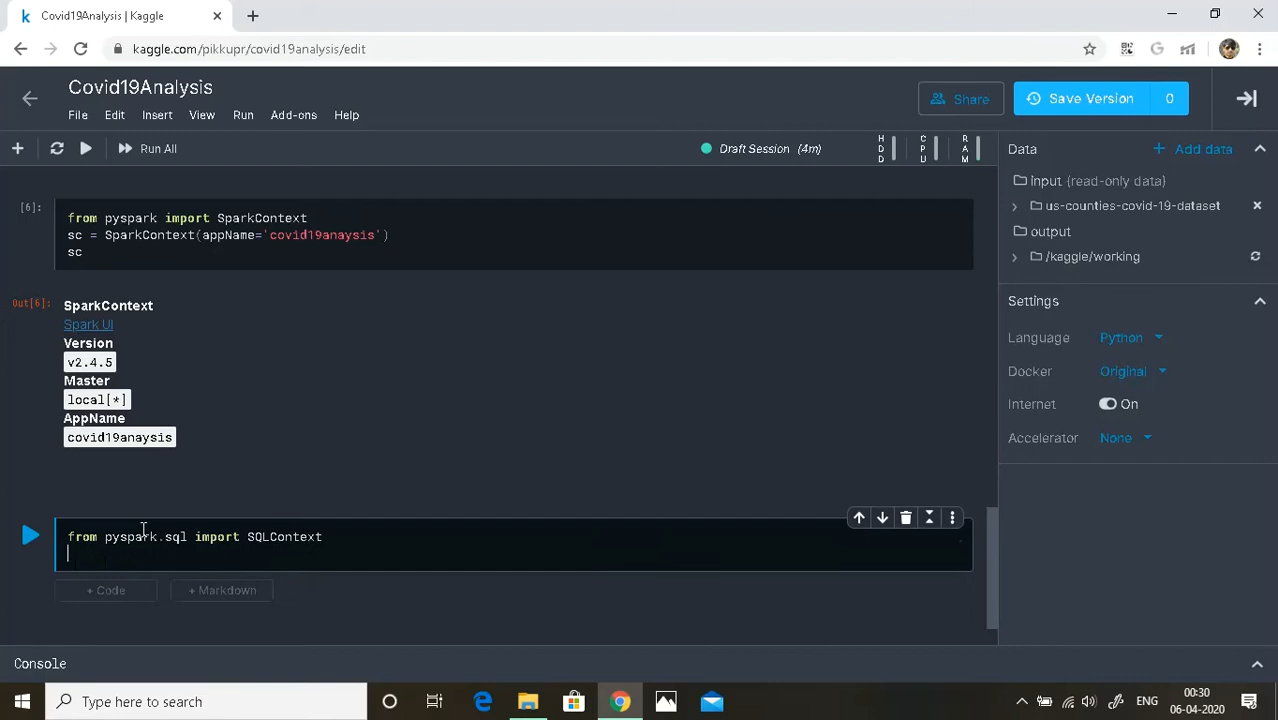 Covid19Analysis | Kaggle
kaggle.com/pikkupr/covid19analysis/edit
Covid19Analysis
File Edit Insert View Run Add-ons Help
Share
Save Version 0
Run All
Draft Session (4m)
HDD
CPU
RAM
Data
Add data
input (read-only data)
us-counties-covid-19-dataset
output
/kaggle/working
Settings
Language Python
Docker Original
Internet On
Accelerator None
[6]:
from pyspark import SparkContext
sc = SparkContext(appName='covid19anaysis')
sc
Out[6]:
SparkContext
Spark UI
Version
v2.4.5
Master
local[*]
AppName
covid19anaysis
from pyspark.sql import SQLContext
+ Code + Markdown
Console
Type here to search
ENG
00:30
06-04-2020